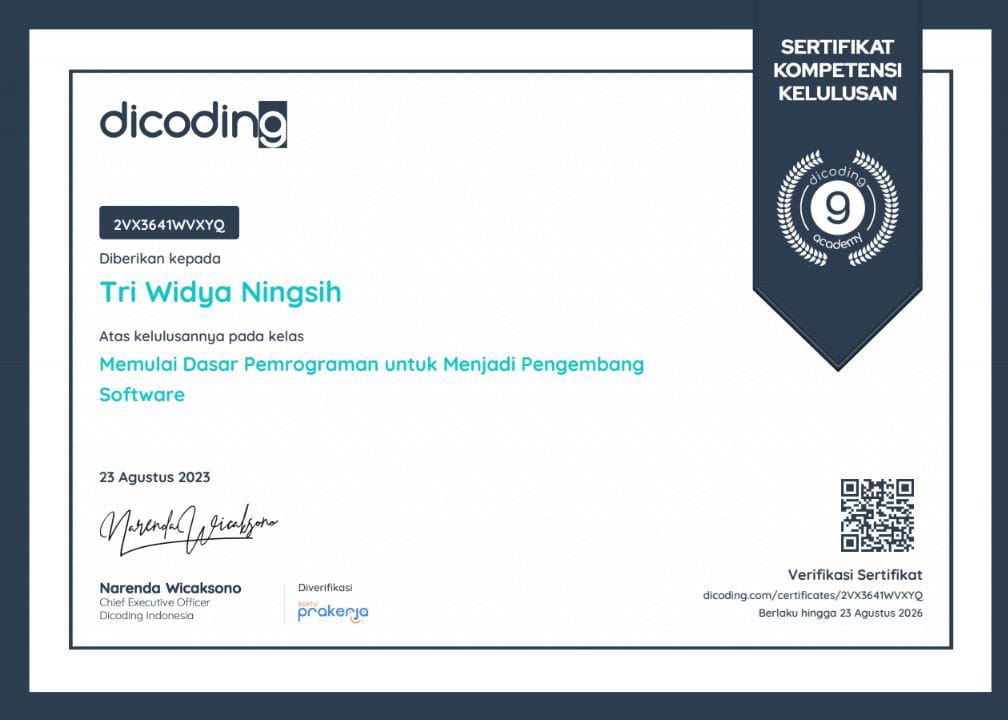 SERTIFIKAT
KOMPETENSI
KELULUSAN
dicoding
9
academy
dicoding
2VX3641WVXYQ
Diberikan kepada
Tri Widya Ningsih
Atas kelulusannya pada kelas
Memulai Dasar Pemrograman untuk Menjadi Pengembang
Software
23 Agustus 2023
Narenda Wicaksono
Narenda Wicaksono
Chief Executive Officer
Dicoding Indonesia
Diverifikasi
kartu
prakerja
Verifikasi Sertifikat
dicoding.com/certificates/2VX3641WVXYQ
Berlaku hingga 23 Agustus 2026